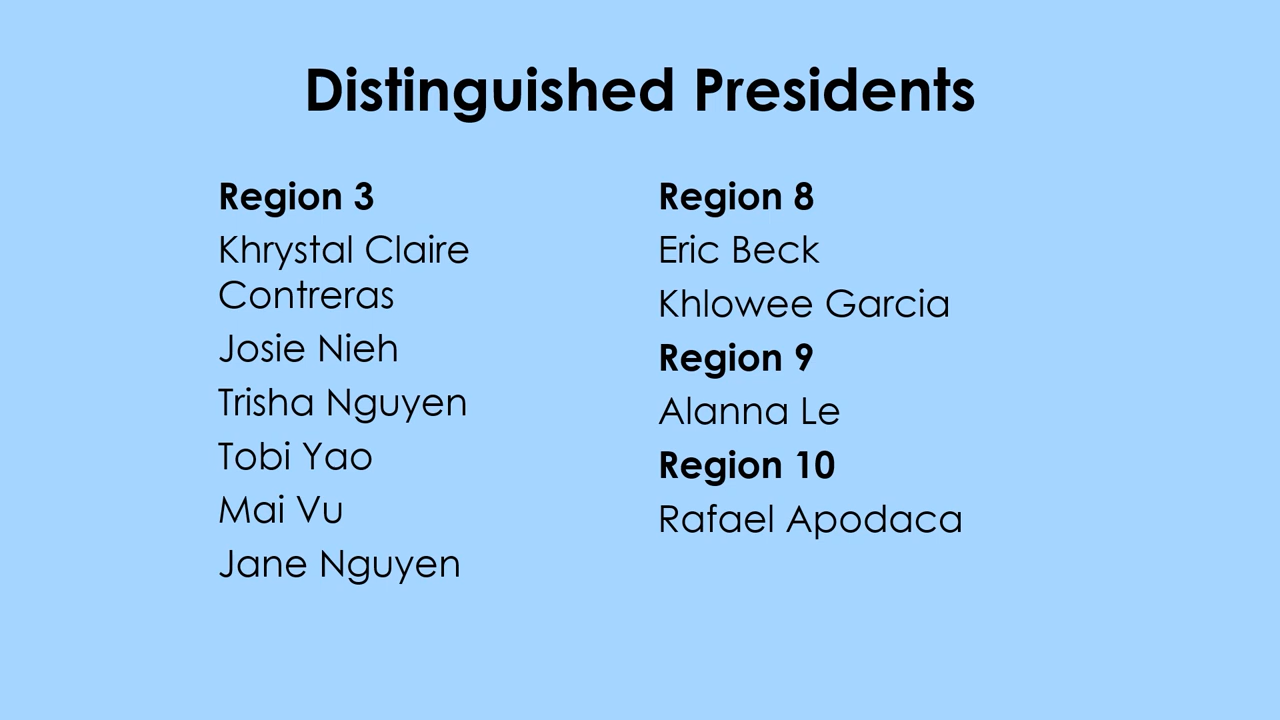 Distinguished Presidents
Region 3
Khrystal Claire
Contreras
Josie Nieh
Trisha Nguyen
Tobi Yao
Mai Vu
Jane Nguyen
Region 8
Eric Beck
Khlowee Garcia
Region 9
Alanna Le
Region 10
Rafael Apodaca